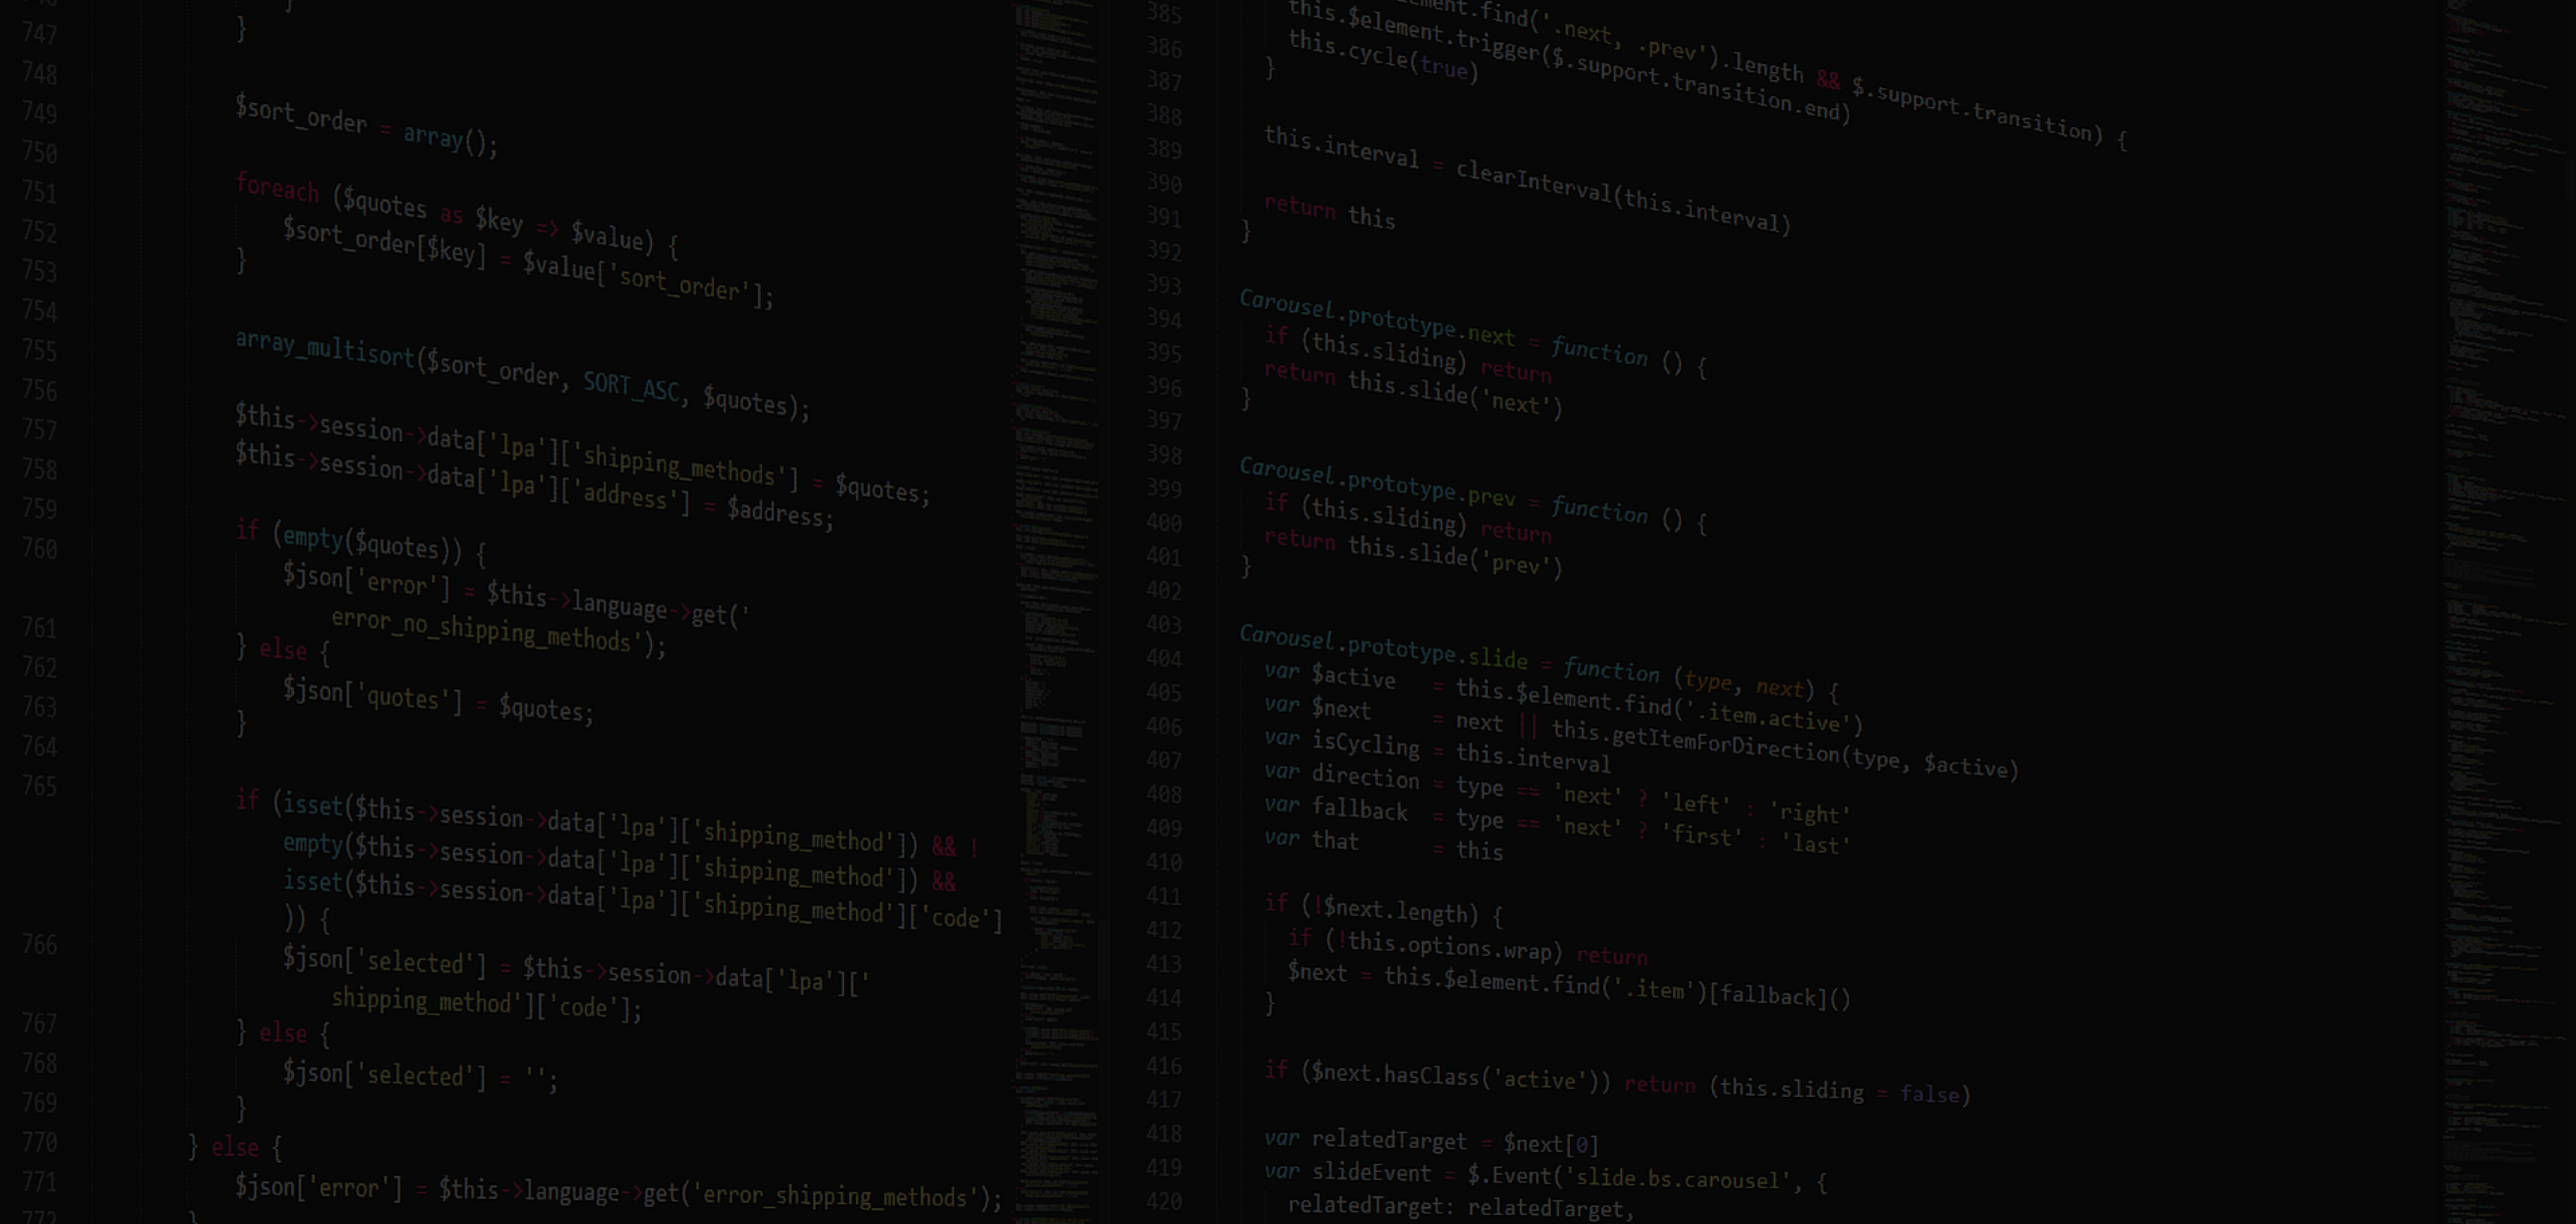 747
748
749
750
751
752
753
754
755
756
757
758
759
760
761
762
763
764
765
766
767
768
769
770
771
772
}
}
$sort_order = array();
foreach ($quotes as $key => $value) {
$sort_order[$key] = $value['sort_order'];
}
array_multisort($sort_order, SORT_ASC, $quotes);
$this->session->data['lpa']['shipping_methods'] = $quotes;
$this->session->data['lpa']['address'] = $address;
if (empty($quotes)) {
$json['error'] = $this->language->get('
error_no_shipping_methods');
} else {
$json['quotes'] = $quotes;
}
if (isset($this->session->data['lpa']['shipping_method']) && !
empty($this->session->data['lpa']['shipping_method']) &&
isset($this->session->data['lpa']['shipping_method']['code']
)) {
$json['selected'] = $this->session->data['lpa']['
shipping_method']['code'];
} else {
$json['selected'] = '';
}
} else {
$json['error'] = $this->language->get('error_shipping_methods');
}
385
386
387
388
389
390
391
392
393
394
395
396
397
398
399
400
401
402
403
404
405
406
407
408
409
410
411
412
413
414
415
416
417
418
419
420
.find('.next, .prev').length && $.support.transition) {
this.$element.trigger($.support.transition.end)
this.cycle(true)
}
this.interval = clearInterval(this.interval)
return this
}
Carousel.prototype.next = function () {
if (this.sliding) return
return this.slide('next')
}
Carousel.prototype.prev = function () {
if (this.sliding) return
return this.slide('prev')
}
Carousel.prototype.slide = function (type, next) {
var $active = this.$element.find('.item.active')
var $next = next || this.getItemForDirection(type, $active)
var isCycling = this.interval
var direction = type == 'next' ? 'left' : 'right'
var fallback = type == 'next' ? 'first' : 'last'
var that = this
if (!$next.length) {
if (!this.options.wrap) return
$next = this.$element.find('.item')[fallback]()
}
if ($next.hasClass('active')) return (this.sliding = false)
var relatedTarget = $next[0]
var slideEvent = $.Event('slide.bs.carousel', {
relatedTarget: relatedTarget,